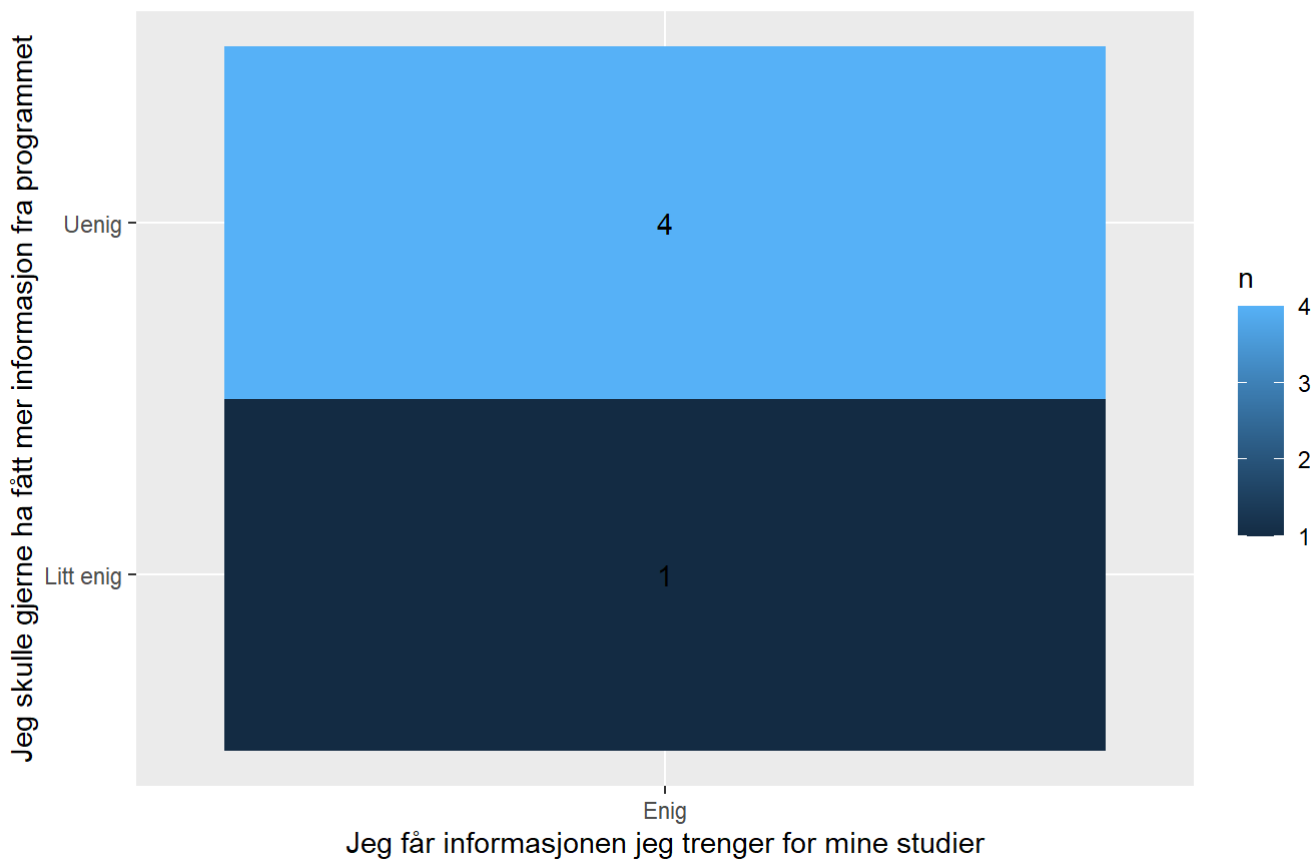 Jeg skulle gjerne ha fått mer informasjon fra programmet
Uenig
Litt enig
4
1
Enig
Jeg får informasjonen jeg trenger for mine studier
n
4
3
2
1